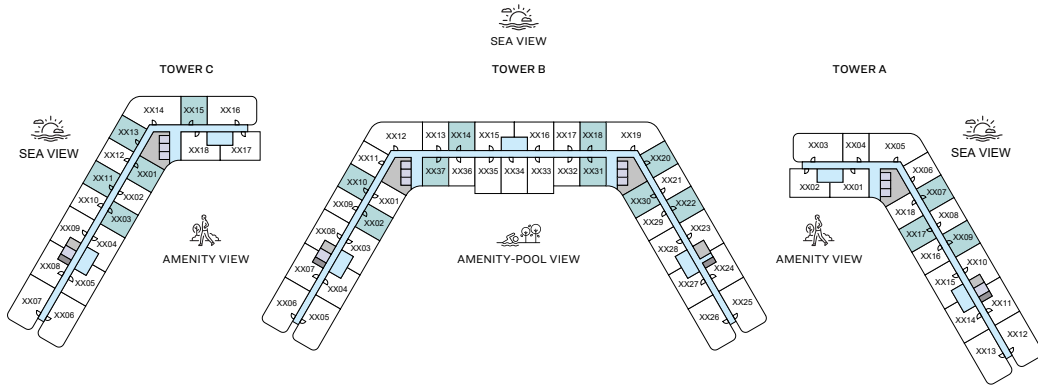 SEA VIEW
TOWER C
TOWER B
TOWER A
XX14
XX15
XX16
XX13
XX12
XX18
XX17
XX11
XX01
XX10
XX02
XX03
XX09
XX04
XX08
XX05
XX07
XX06
SEA VIEW
AMENITY VIEW
XX12
XX13
XX14
XX15
XX16
XX17
XX18
XX19
XX11
XX37
XX36
XX35
XX34
XX33
XX32
XX31
XX20
XX10
XX01
XX30
XX21
XX02
XX29
XX22
XX08
XX03
XX28
XX23
XX07
XX04
XX27
XX24
XX06
XX05
XX26
XX25
AMENITY-POOL VIEW
XX03
XX04
XX05
XX02
XX01
XX06
XX18
XX07
XX17
XX08
XX16
XX09
XX15
XX10
XX14
XX11
XX13
XX12
SEA VIEW
AMENITY VIEW